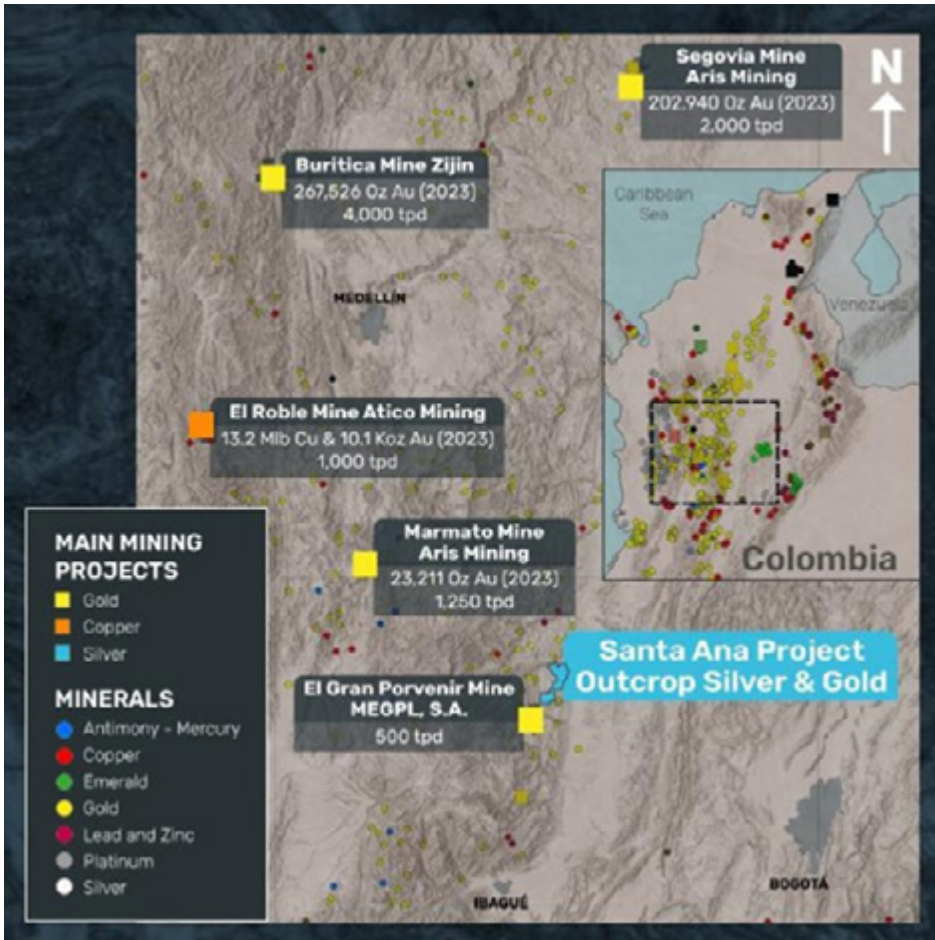 Segovia Mine
Aris Mining
202.940 Oz Au (2023)
2,000 tpd
N
Buritica Mine Zijin
267,526 Oz Au (2023)
4,000 tpd
Caribbean
Sea
Venezuela
MEDELLÍN
El Roble Mine Atico Mining
13.2 Mlb Cu & 10.1 Koz Au (2023)
1,000 tpd
Colombia
Marmato Mine
Aris Mining
23,211 Oz Au (2023)
1,250 tpd
Santa Ana Project
Outcrop Silver & Gold
El Gran Porvenir Mine
MEGPL, S.A.
500 tpd
BOGOTÁ
IBAGUÉ
MAIN MINING
PROJECTS
Gold
Copper
Silver
MINERALS
Antimony - Mercury
Copper
Emerald
Gold
Lead and Zinc
Platinum
Silver